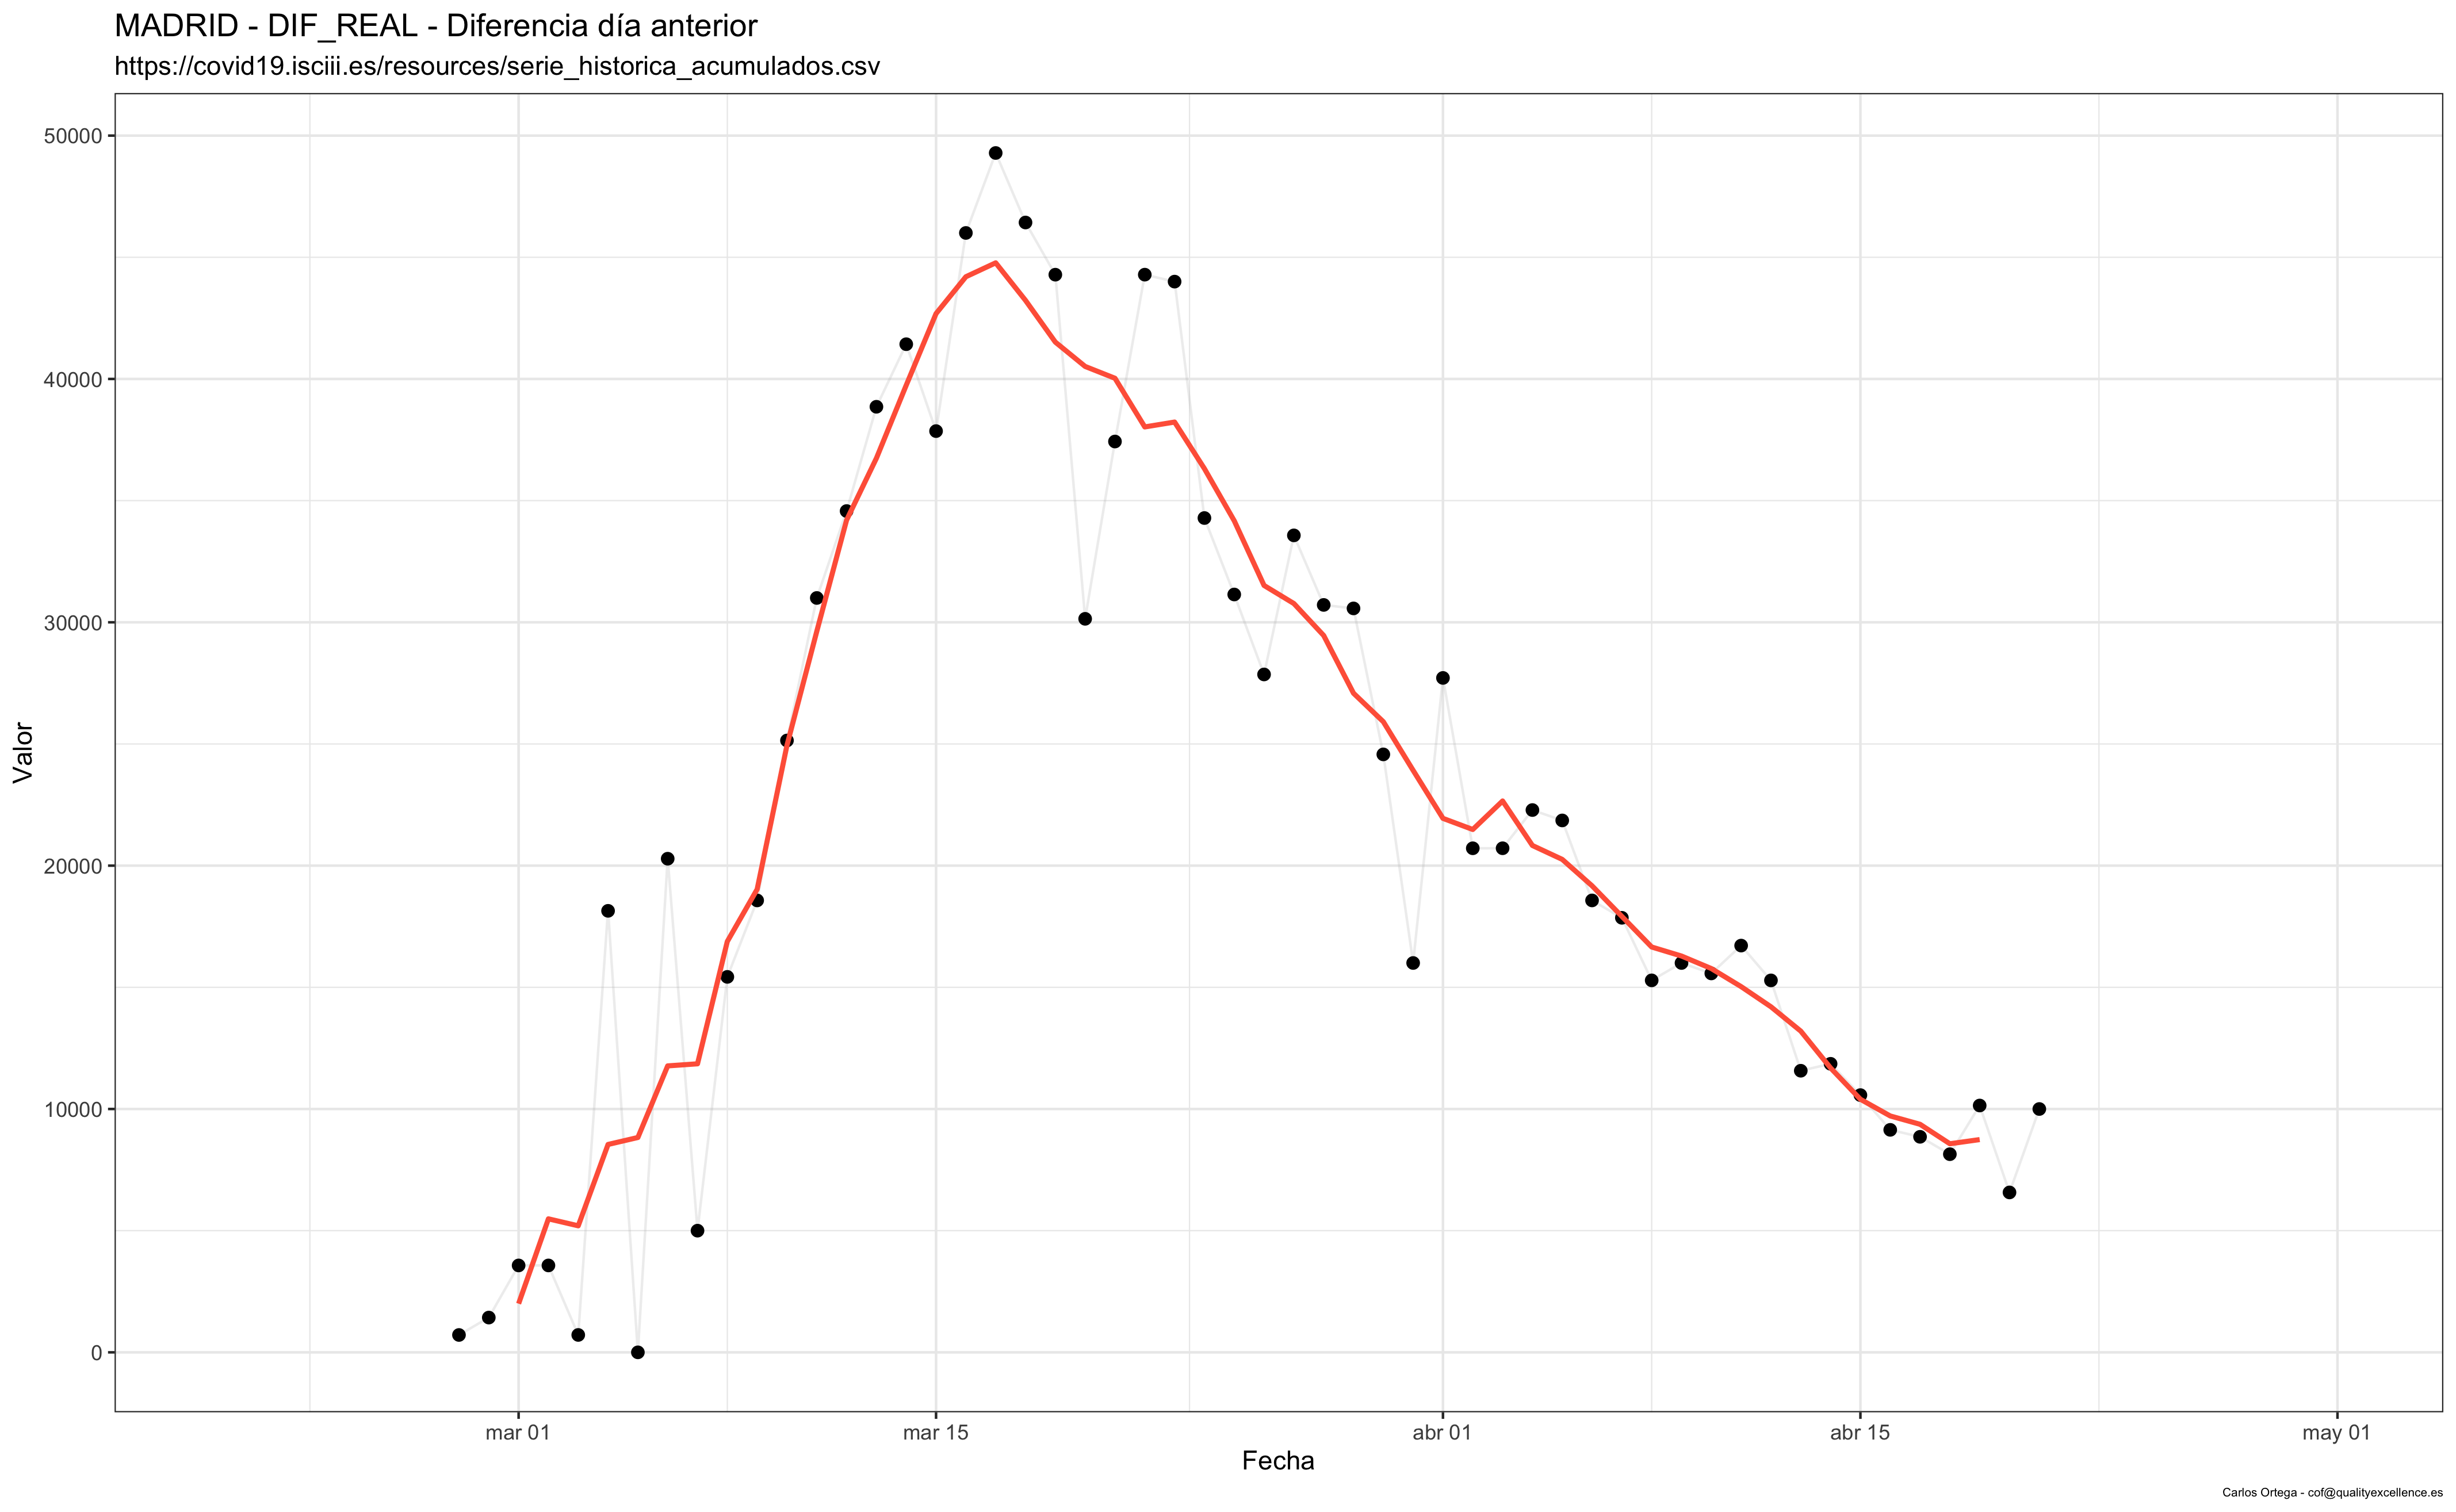 MADRID - DIF_REAL - Diferencia día anterior
https://covid19.isciii.es/resources/serie_historica_acumulados.csv
50000
40000
30000
20000
10000
0
Valor
mar 01
mar 15
abr 01
abr 15
may 01
Fecha
Carlos Ortega - cof@qualityexcellence.es